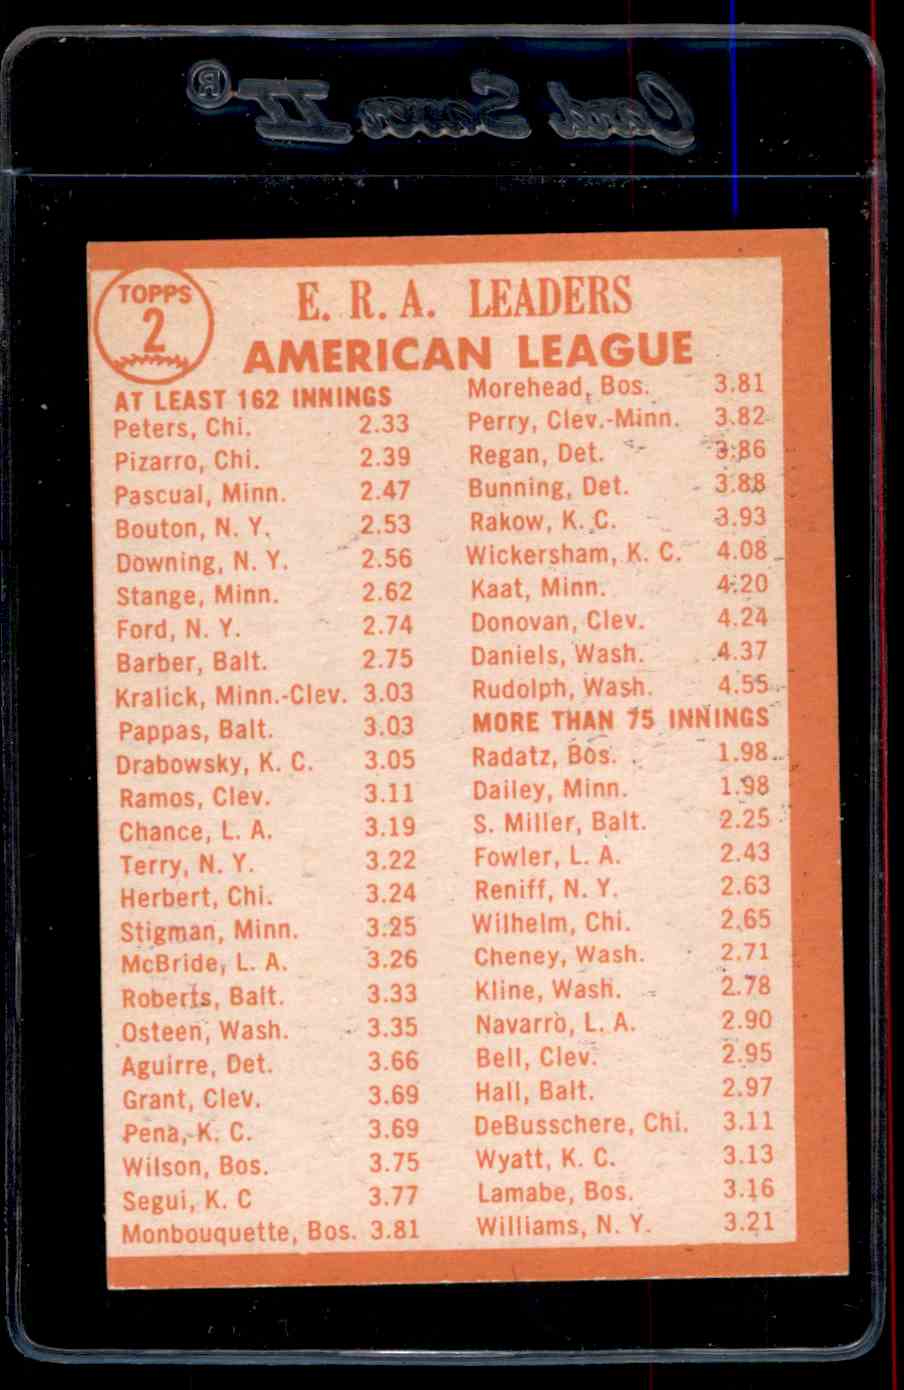 Card Saver II®
TOPPS
2
E. R. A. LEADERS
AMERICAN LEAGUE
AT LEAST 162 INNINGS
Peters, Chi. 2.33
Pizarro, Chi. 2.39
Pascual, Minn. 2.47
Bouton, N. Y. 2.53
Downing, N. Y. 2.56
Stange, Minn. 2.62
Ford, N. Y. 2.74
Barber, Balt. 2.75
Kralick, Minn.-Clev. 3.03
Pappas, Balt. 3.03
Drabowsky, K. C. 3.05
Ramos, Clev. 3.11
Chance, L. A. 3.19
Terry, N. Y. 3.22
Herbert, Chi. 3.24
Stigman, Minn. 3.25
McBride, L. A. 3.26
Roberts, Balt. 3.33
Osteen, Wash. 3.35
Aguirre, Det. 3.66
Grant, Clev. 3.69
Pena, K. C. 3.69
Wilson, Bos. 3.75
Segui, K. C 3.77
Monbouquette, Bos. 3.81
Morehead, Bos. 3.81
Perry, Clev.-Minn. 3.82
Regan, Det. 3.86
Bunning, Det. 3.88
Rakow, K. C. 3.93
Wickersham, K. C. 4.08
Kaat, Minn. 4.20
Donovan, Clev. 4.24
Daniels, Wash. 4.37
Rudolph, Wash. 4.55
MORE THAN 75 INNINGS
Radatz, Bos. 1.98
Dailey, Minn. 1.98
S. Miller, Balt. 2.25
Fowler, L. A. 2.43
Reniff, N. Y. 2.63
Wilhelm, Chi. 2.65
Cheney, Wash. 2.71
Kline, Wash. 2.78
Navarro, L. A. 2.90
Bell, Clev. 2.95
Hall, Balt. 2.97
DeBusschere, Chi. 3.11
Wyatt, K. C. 3.13
Lamabe, Bos. 3.16
Williams, N. Y. 3.21